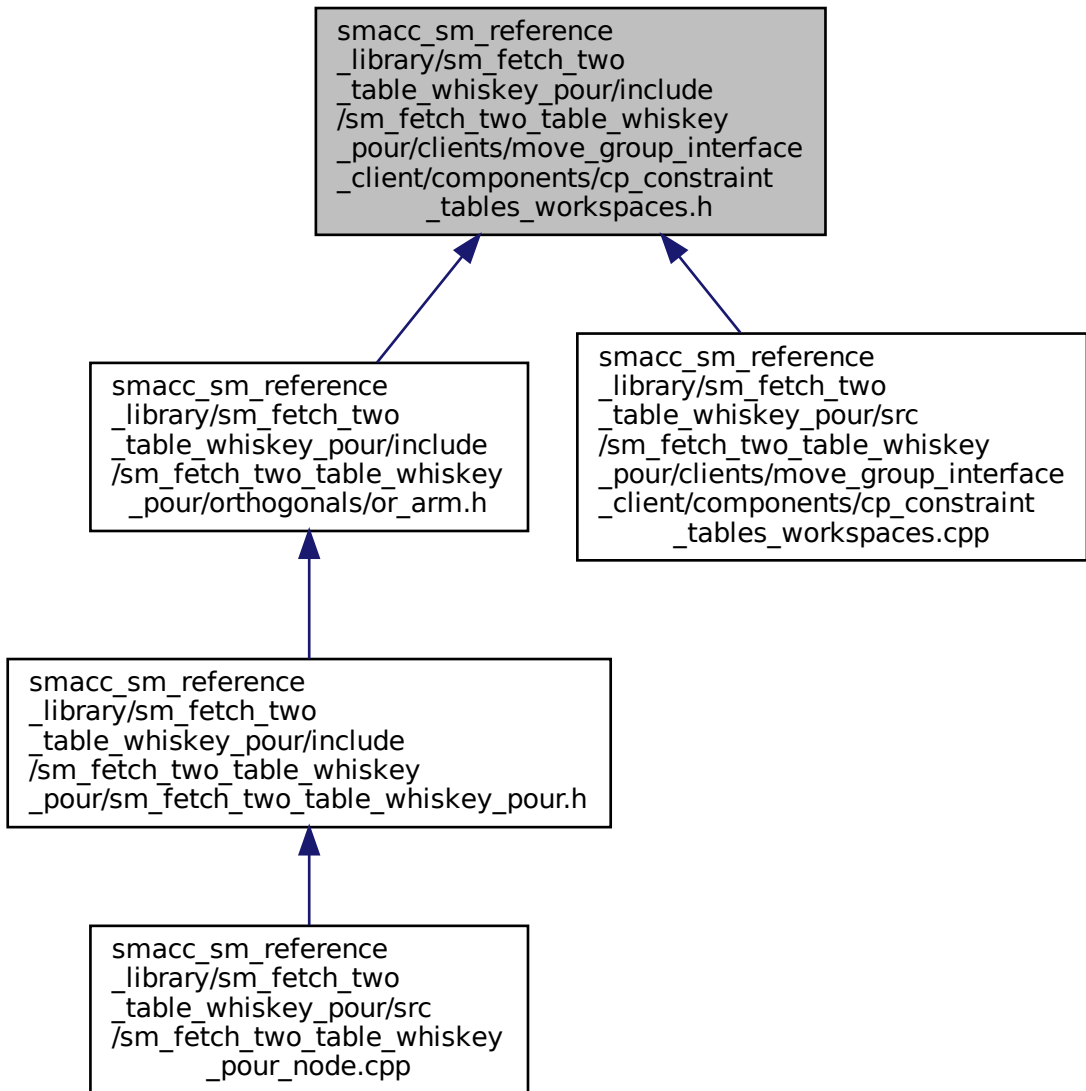 smacc_sm_reference
_library/sm_fetch_two
_table_whiskey_pour/include
/sm_fetch_two_table_whiskey
_pour/clients/move_group_interface
_client/components/cp_constraint
_tables_workspaces.h
smacc_sm_reference
_library/sm_fetch_two
_table_whiskey_pour/include
/sm_fetch_two_table_whiskey
_pour/orthogonals/or_arm.h
smacc_sm_reference
_library/sm_fetch_two
_table_whiskey_pour/src
/sm_fetch_two_table_whiskey
_pour/clients/move_group_interface
_client/components/cp_constraint
_tables_workspaces.cpp
smacc_sm_reference
_library/sm_fetch_two
_table_whiskey_pour/include
/sm_fetch_two_table_whiskey
_pour/sm_fetch_two_table_whiskey_pour.h
smacc_sm_reference
_library/sm_fetch_two
_table_whiskey_pour/src
/sm_fetch_two_table_whiskey
_pour_node.cpp